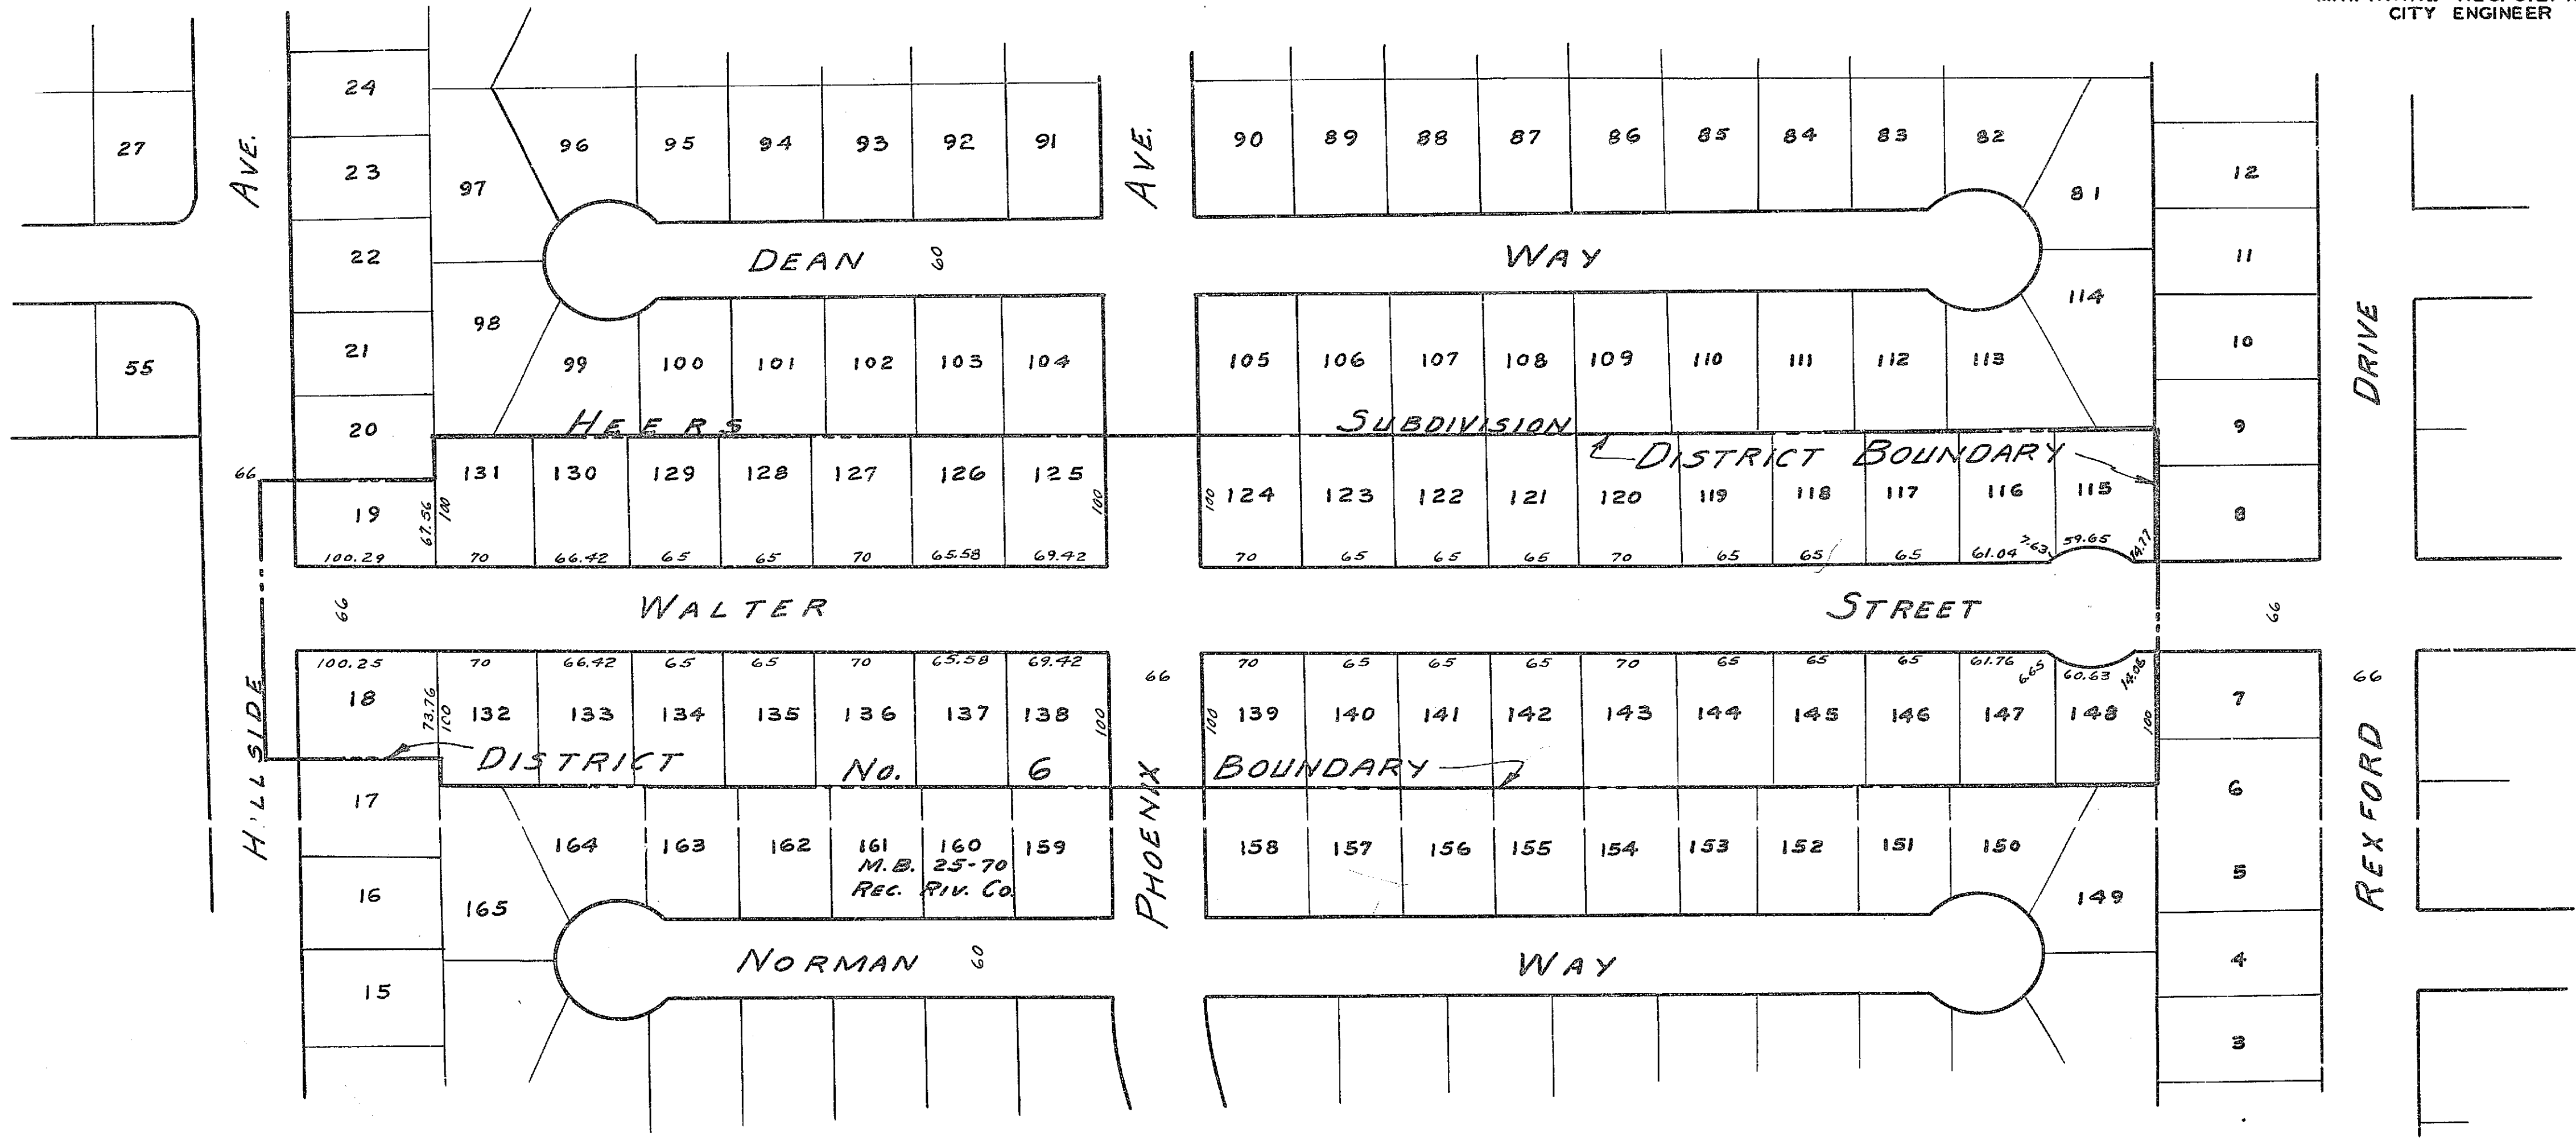 CITY ENGINEER
24
96 95 94 93 92 91 90 89 88 87 86 85 84 83 82
27 AVE. 23 97 AVE. 81 12
22 DEAN 60 WAY 11
98 114
21 99 100 101 102 103 104 105 106 107 108 109 110 111 112 113 10
55 DRIVE
20 HEERS SUBDIVISION 9
DISTRICT BOUNDARY
66 131 130 129 128 127 126 125
19 67.56 100 100 100 124 123 122 121 120 119 118 117 116 115 8
100.29 70 66.42 65 65 70 65.58 69.42 70 65 65 65 70 65 65 65 61.04 7.63 59.65 14.77
66 WALTER STREET 66
100.25 70 66.42 65 65 70 65.58 69.42 66 70 65 65 65 70 65 65 65 61.76 6.65 60.63 14.08 66
18 73.76 100 132 133 134 135 136 137 138 100 100 139 140 141 142 143 144 145 146 147 148 100 7
DISTRICT No. 6 BOUNDARY
17 6
HILLSIDE PHOENIX REXFORD
164 163 162 161 160 159 158 157 156 155 154 153 152 151 150
M.B. 25-70
REC. RIV. Co.
16 165 149 5
NORMAN 60 WAY 4
15
3